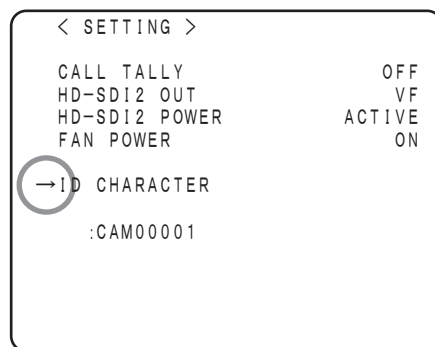 < SETTING >
CALL TALLY OFF
HD-SDI2 OUT VF
HD-SDI2 POWER ACTIVE
FAN POWER ON
→ID CHARACTER
:CAM00001